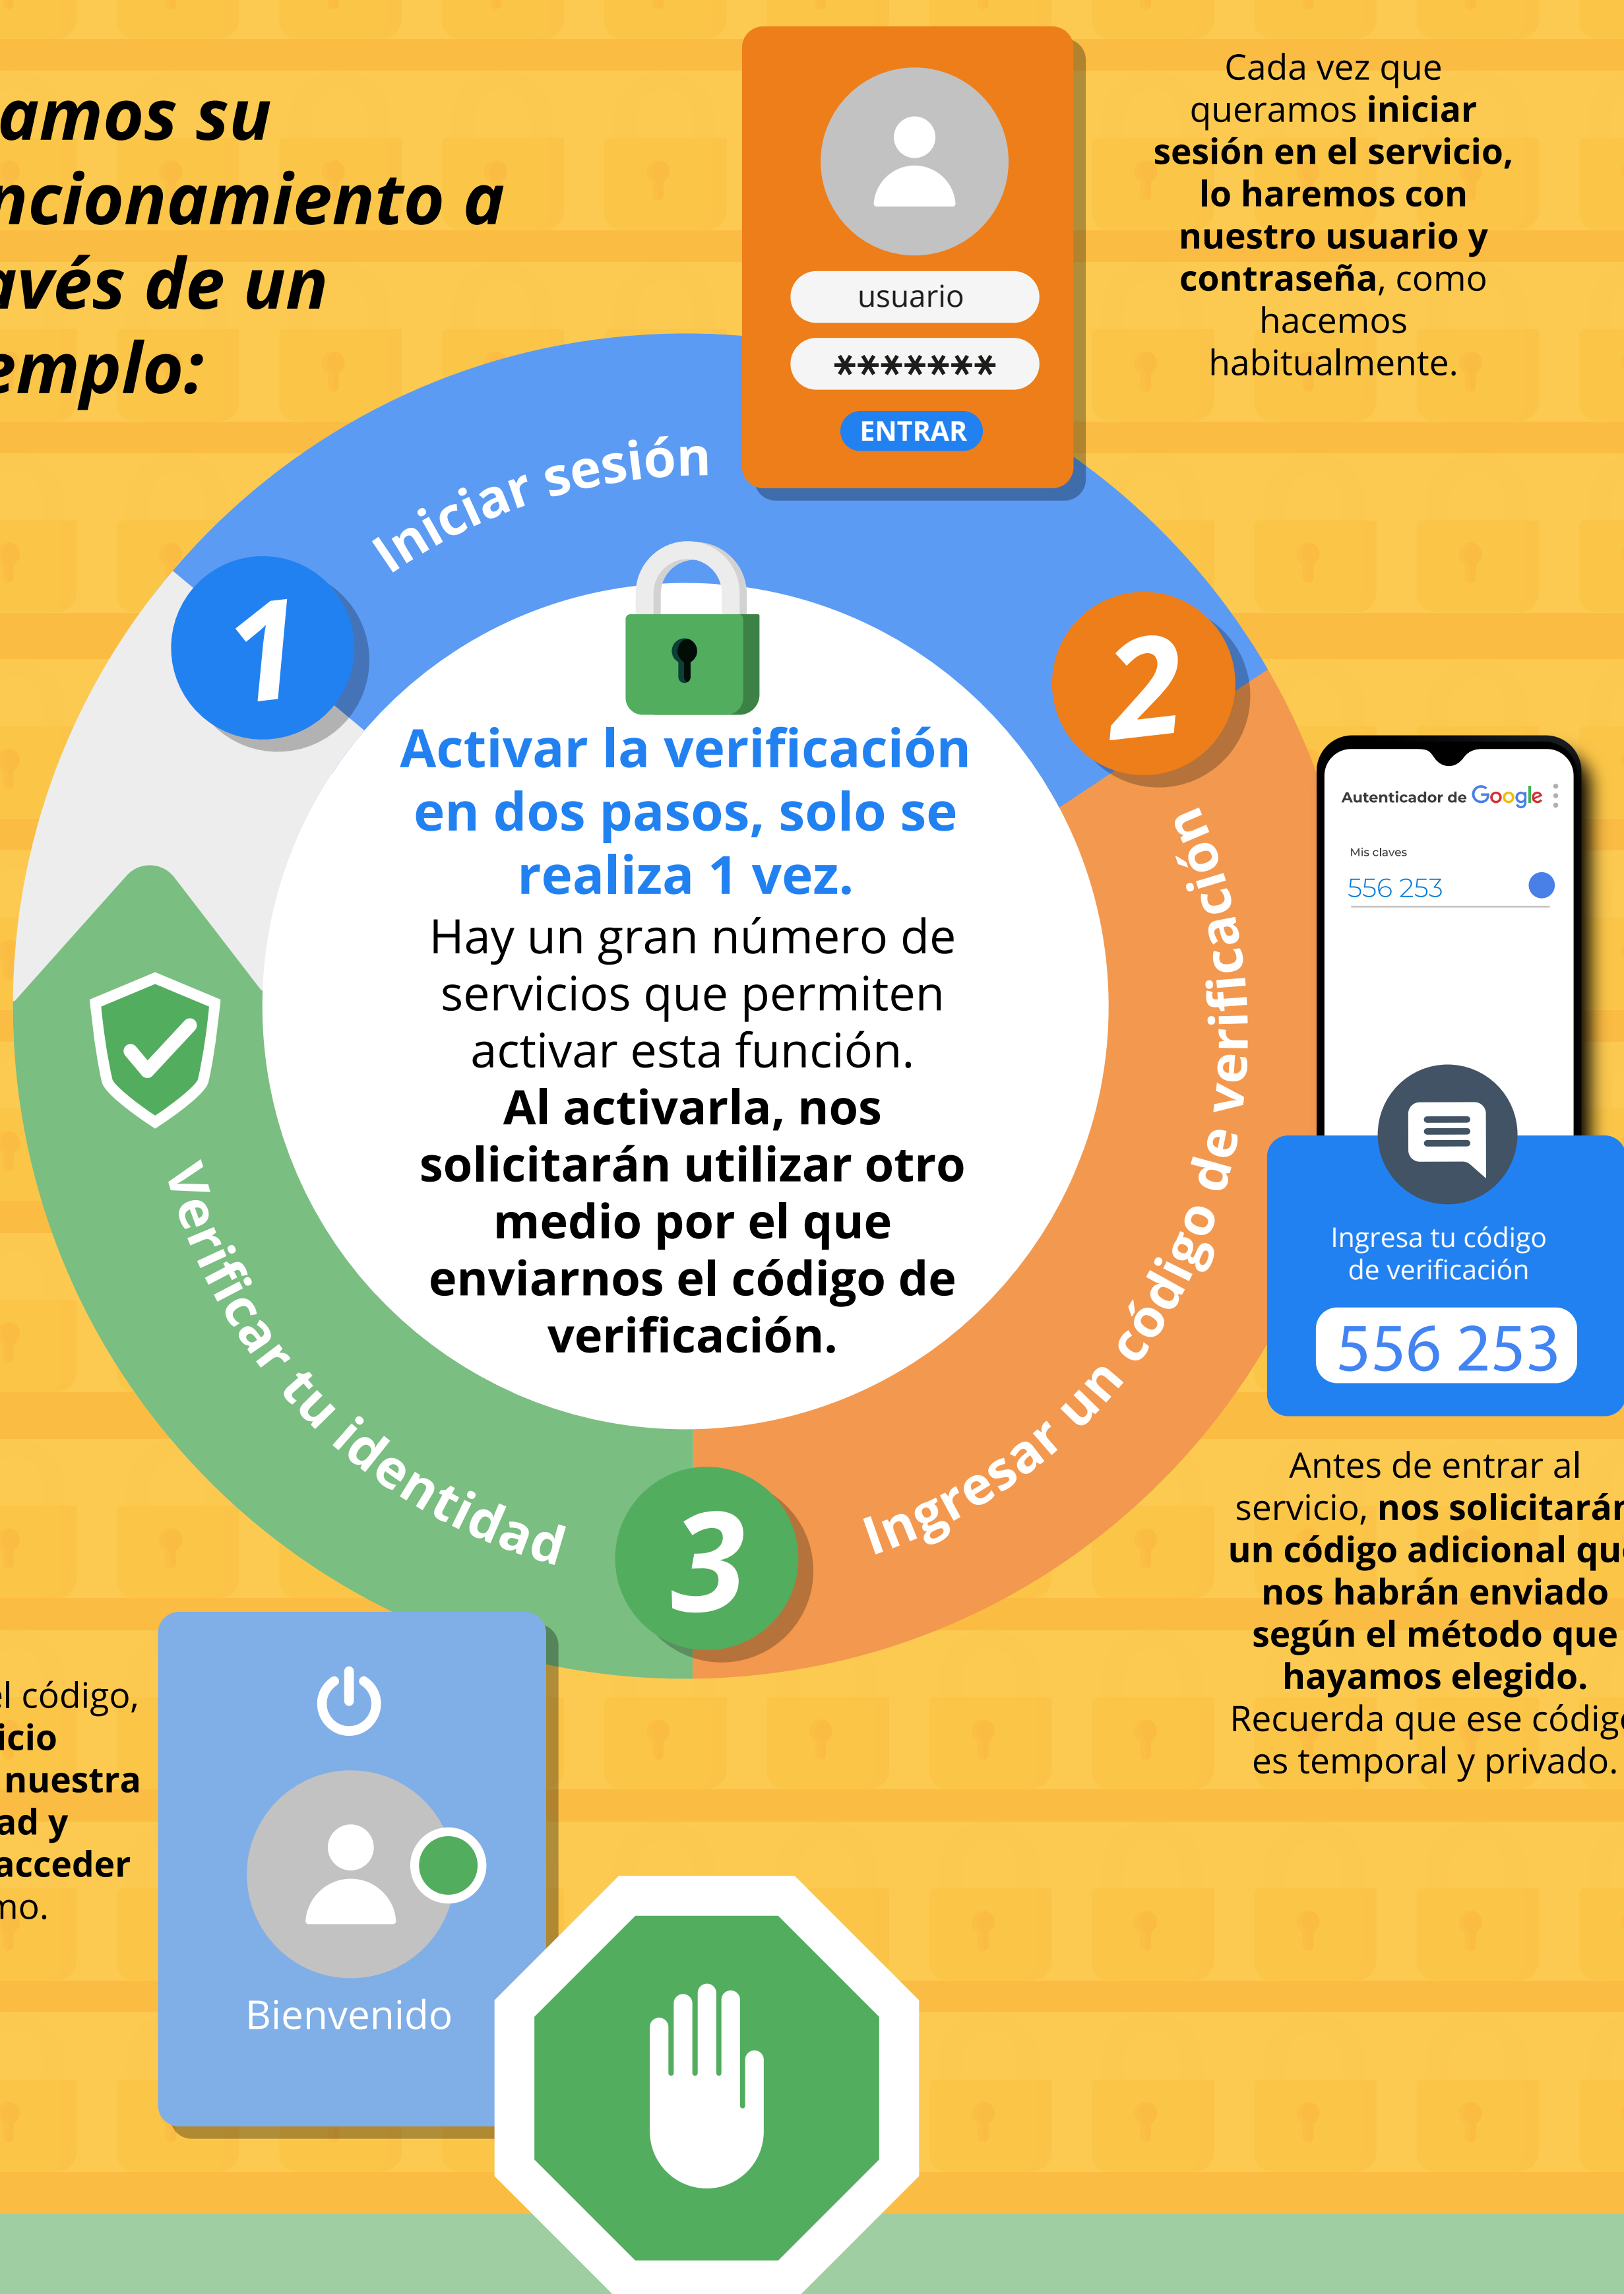 amos su
ncionamiento a
avés de un
emplo:
usuario
*******
ENTRAR
Cada vez que
queramos iniciar
sesión en el servicio,
lo haremos con
nuestro usuario y
contraseña, como
hacemos
habitualmente.
1
Iniciar sesión
2
Activar la verificación
en dos pasos, solo se
realiza 1 vez.
Hay un gran número de
servicios que permiten
activar esta función.
Al activarla, nos
solicitarán utilizar otro
medio por el que
enviarnos el código de
verificación.
Ingresar un código de verificación
Autenticador de Google
Mis claves
556 253
Ingresa tu código
de verificación
556 253
Antes de entrar al
servicio, nos solicitarán
un código adicional que
nos habrán enviado
según el método que
hayamos elegido.
Recuerda que ese código
es temporal y privado.
3
Verificar tu identidad
el código,
icio
nuestra
ad y
acceder
mo.
Bienvenido